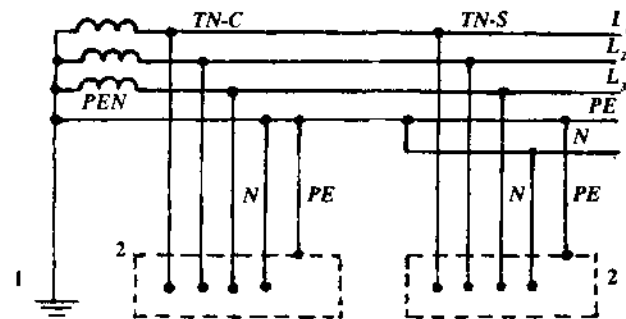 TN-C TN-S L
L₂
L₃
PEN PE
N
N PE N PE
2
1 2